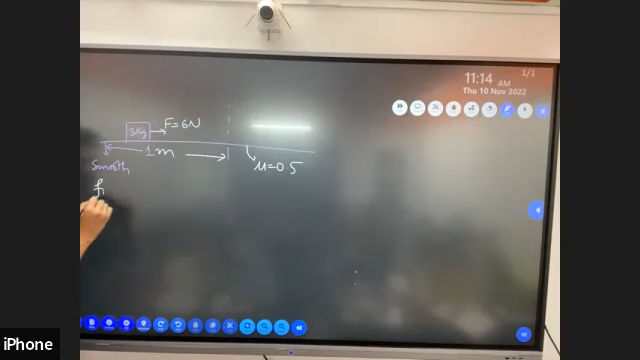 11:14 AM
1/1
Thu 10 Nov 2022
3Kg
F=6N
1m
Smooth
μ=0.5
f
iPhone